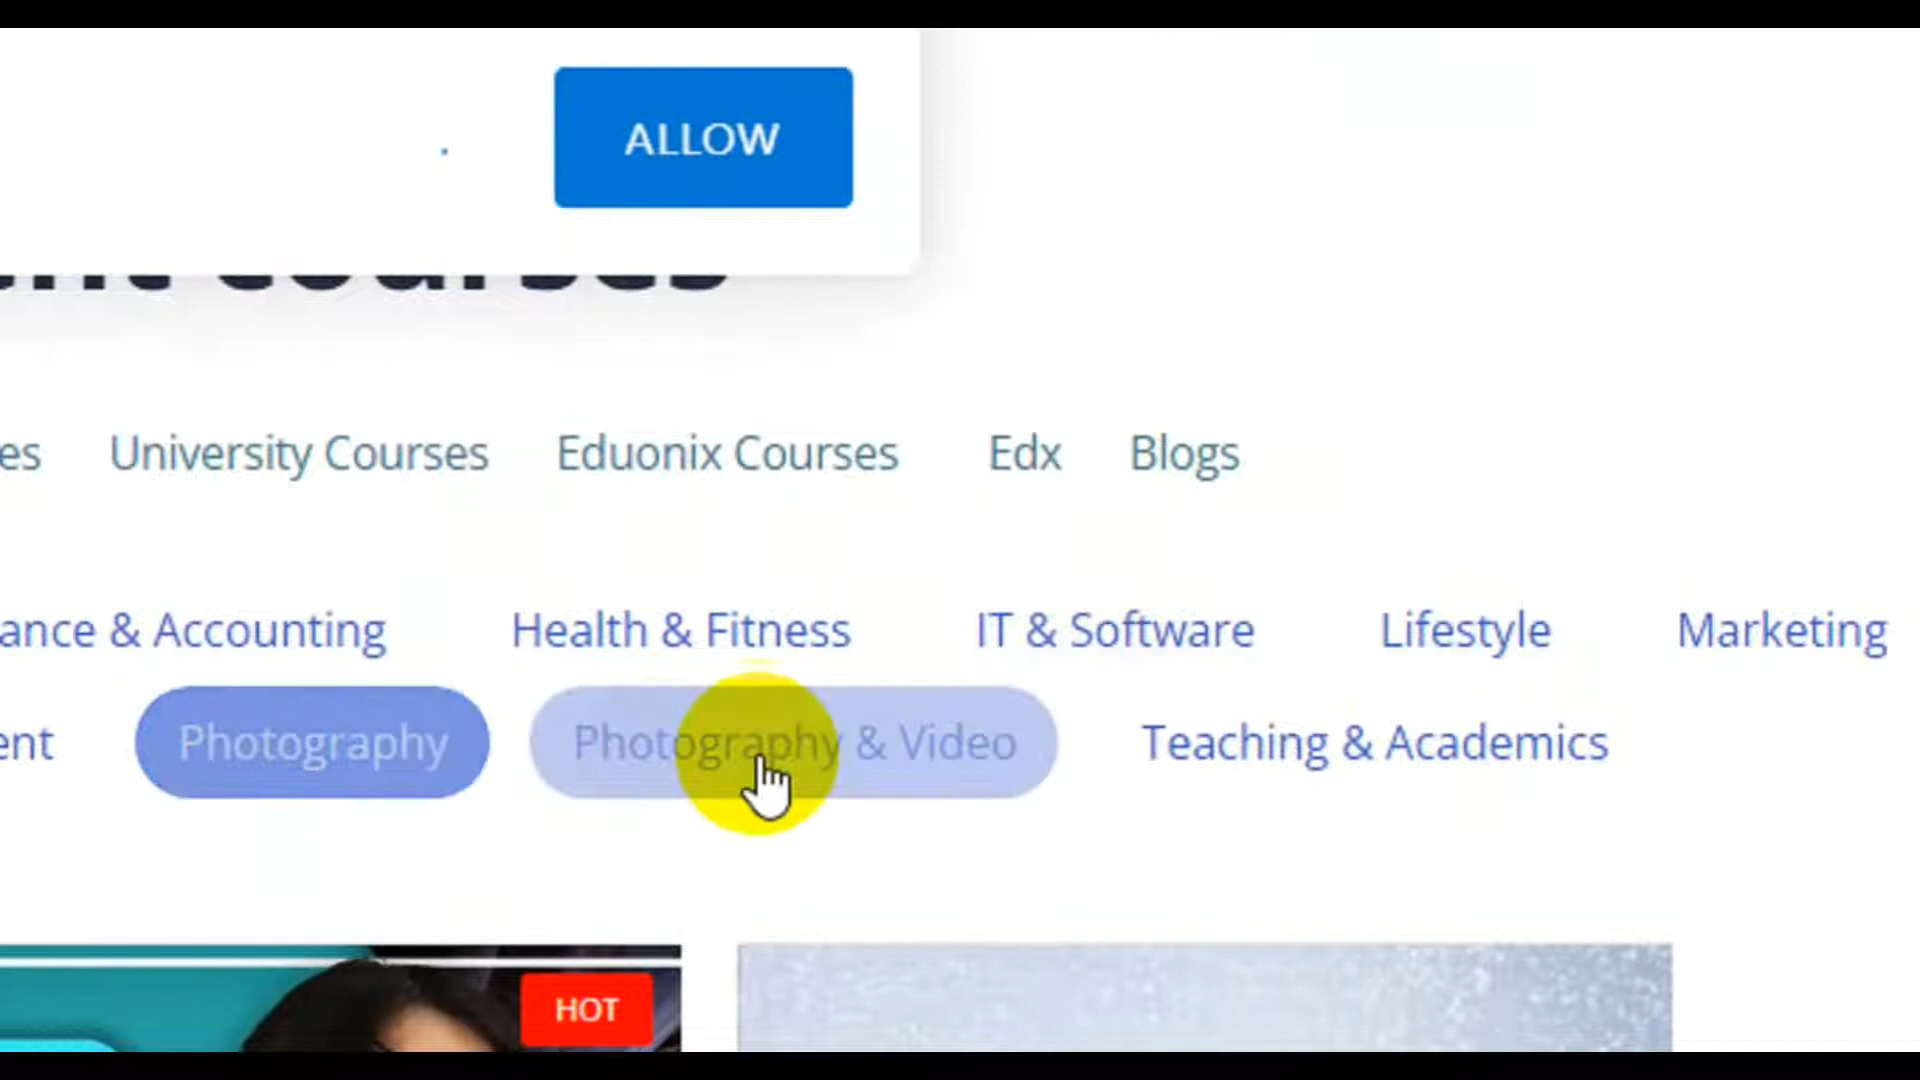 ALLOW
courses
es University Courses Eduonix Courses Edx Blogs
ance & Accounting Health & Fitness IT & Software Lifestyle Marketing
ent Photography Photography & Video Teaching & Academics
HOT